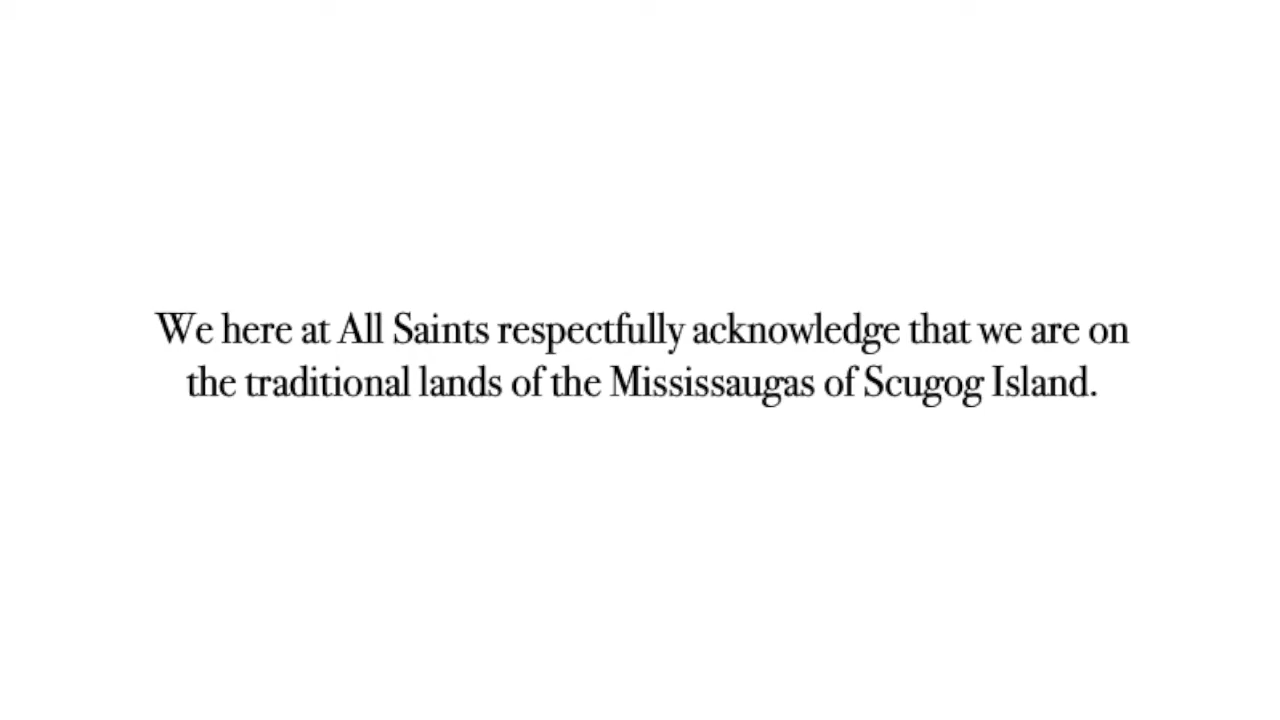 We here at All Saints respectfully acknowledge that we are on
the traditional lands of the Mississaugas of Scugog Island.